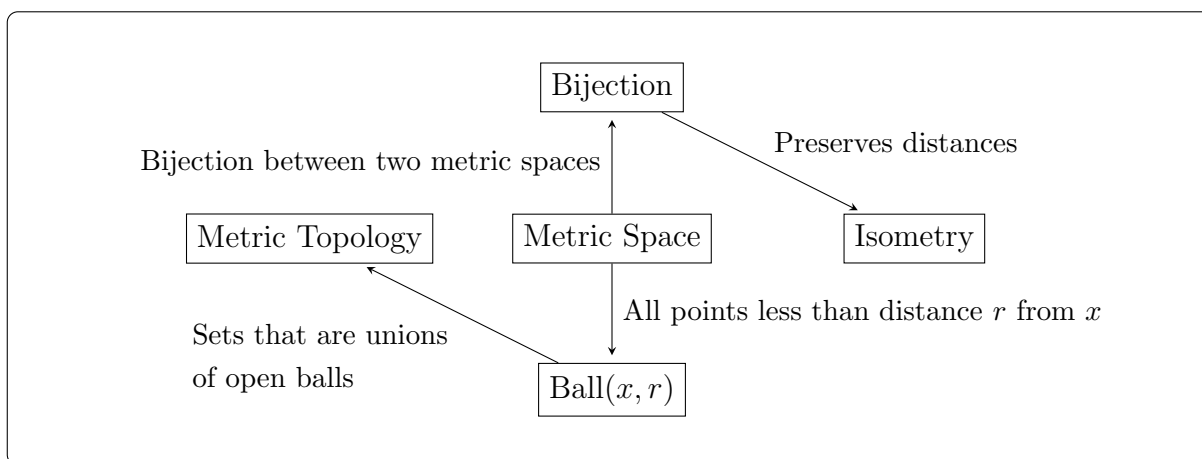 Bijection
Preserves distances
Bijection between two metric spaces
Metric Topology
Metric Space
Isometry
All points less than distance r from x
Sets that are unions
of open balls
Ball(x, r)